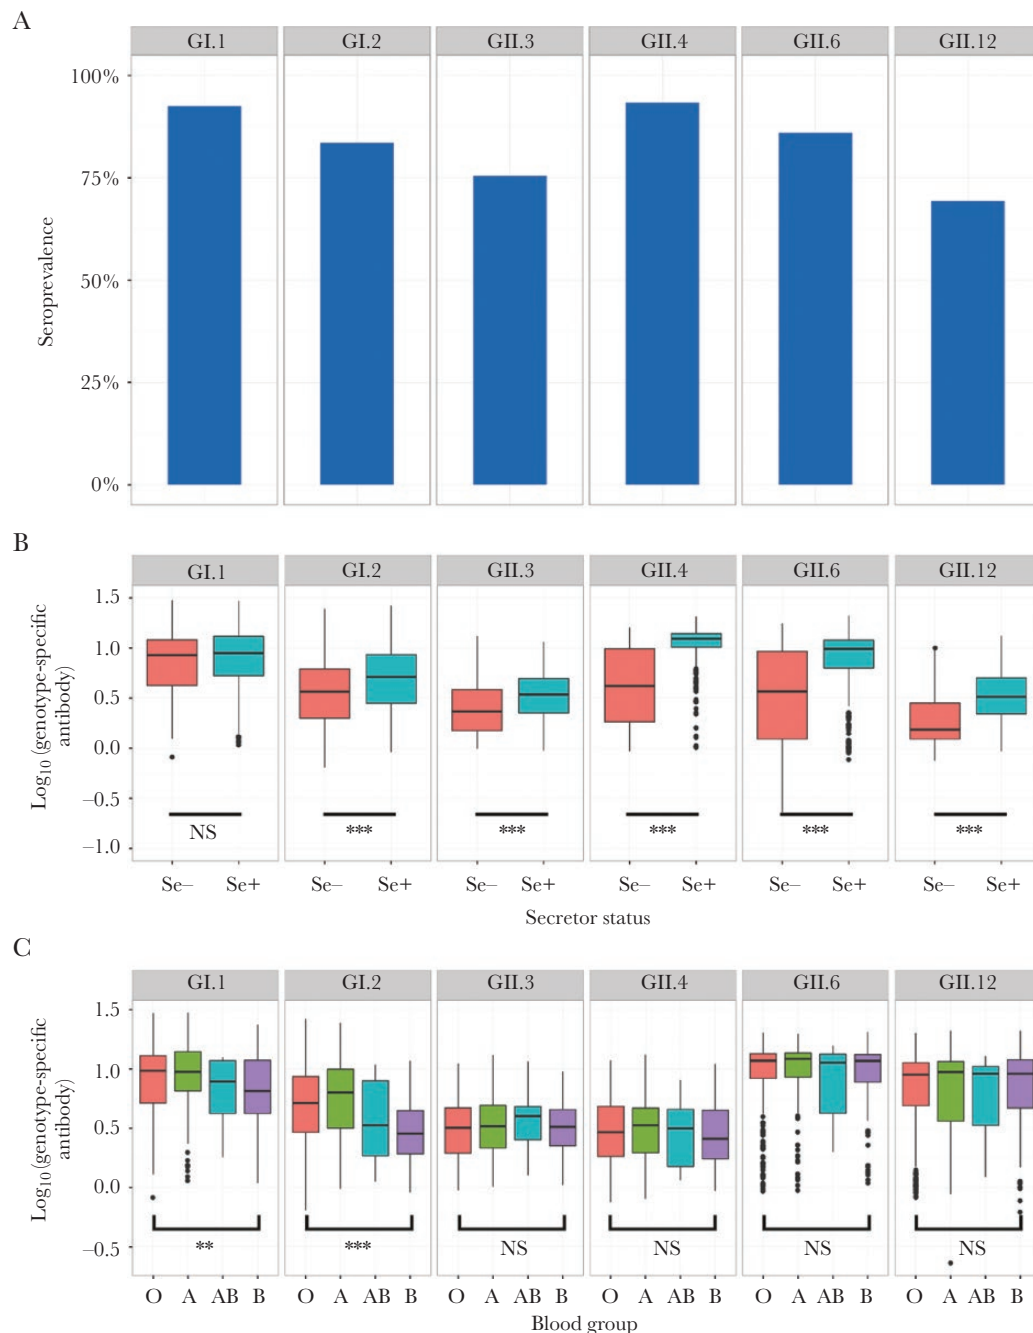 A
GI.1 GI.2 GII.3 GII.4 GII.6 GII.12
100%
75%
50%
25%
0%
Seroprevalence
B
GI.1 GI.2 GII.3 GII.4 GII.6 GII.12
1.5
1.0
0.5
0.0
–0.5
–1.0
Log10 (genotype-specific
antibody)
NS *** *** *** *** ***
Se– Se+ Se– Se+ Se– Se+ Se– Se+ Se– Se+ Se– Se+
Secretor status
C
GI.1 GI.2 GII.3 GII.4 GII.6 GII.12
1.5
1.0
0.5
0.0
–0.5
Log10 (genotype-specific
antibody)
** *** NS NS NS NS
O A AB B O A AB B O A AB B O A AB B O A AB B O A AB B
Blood group